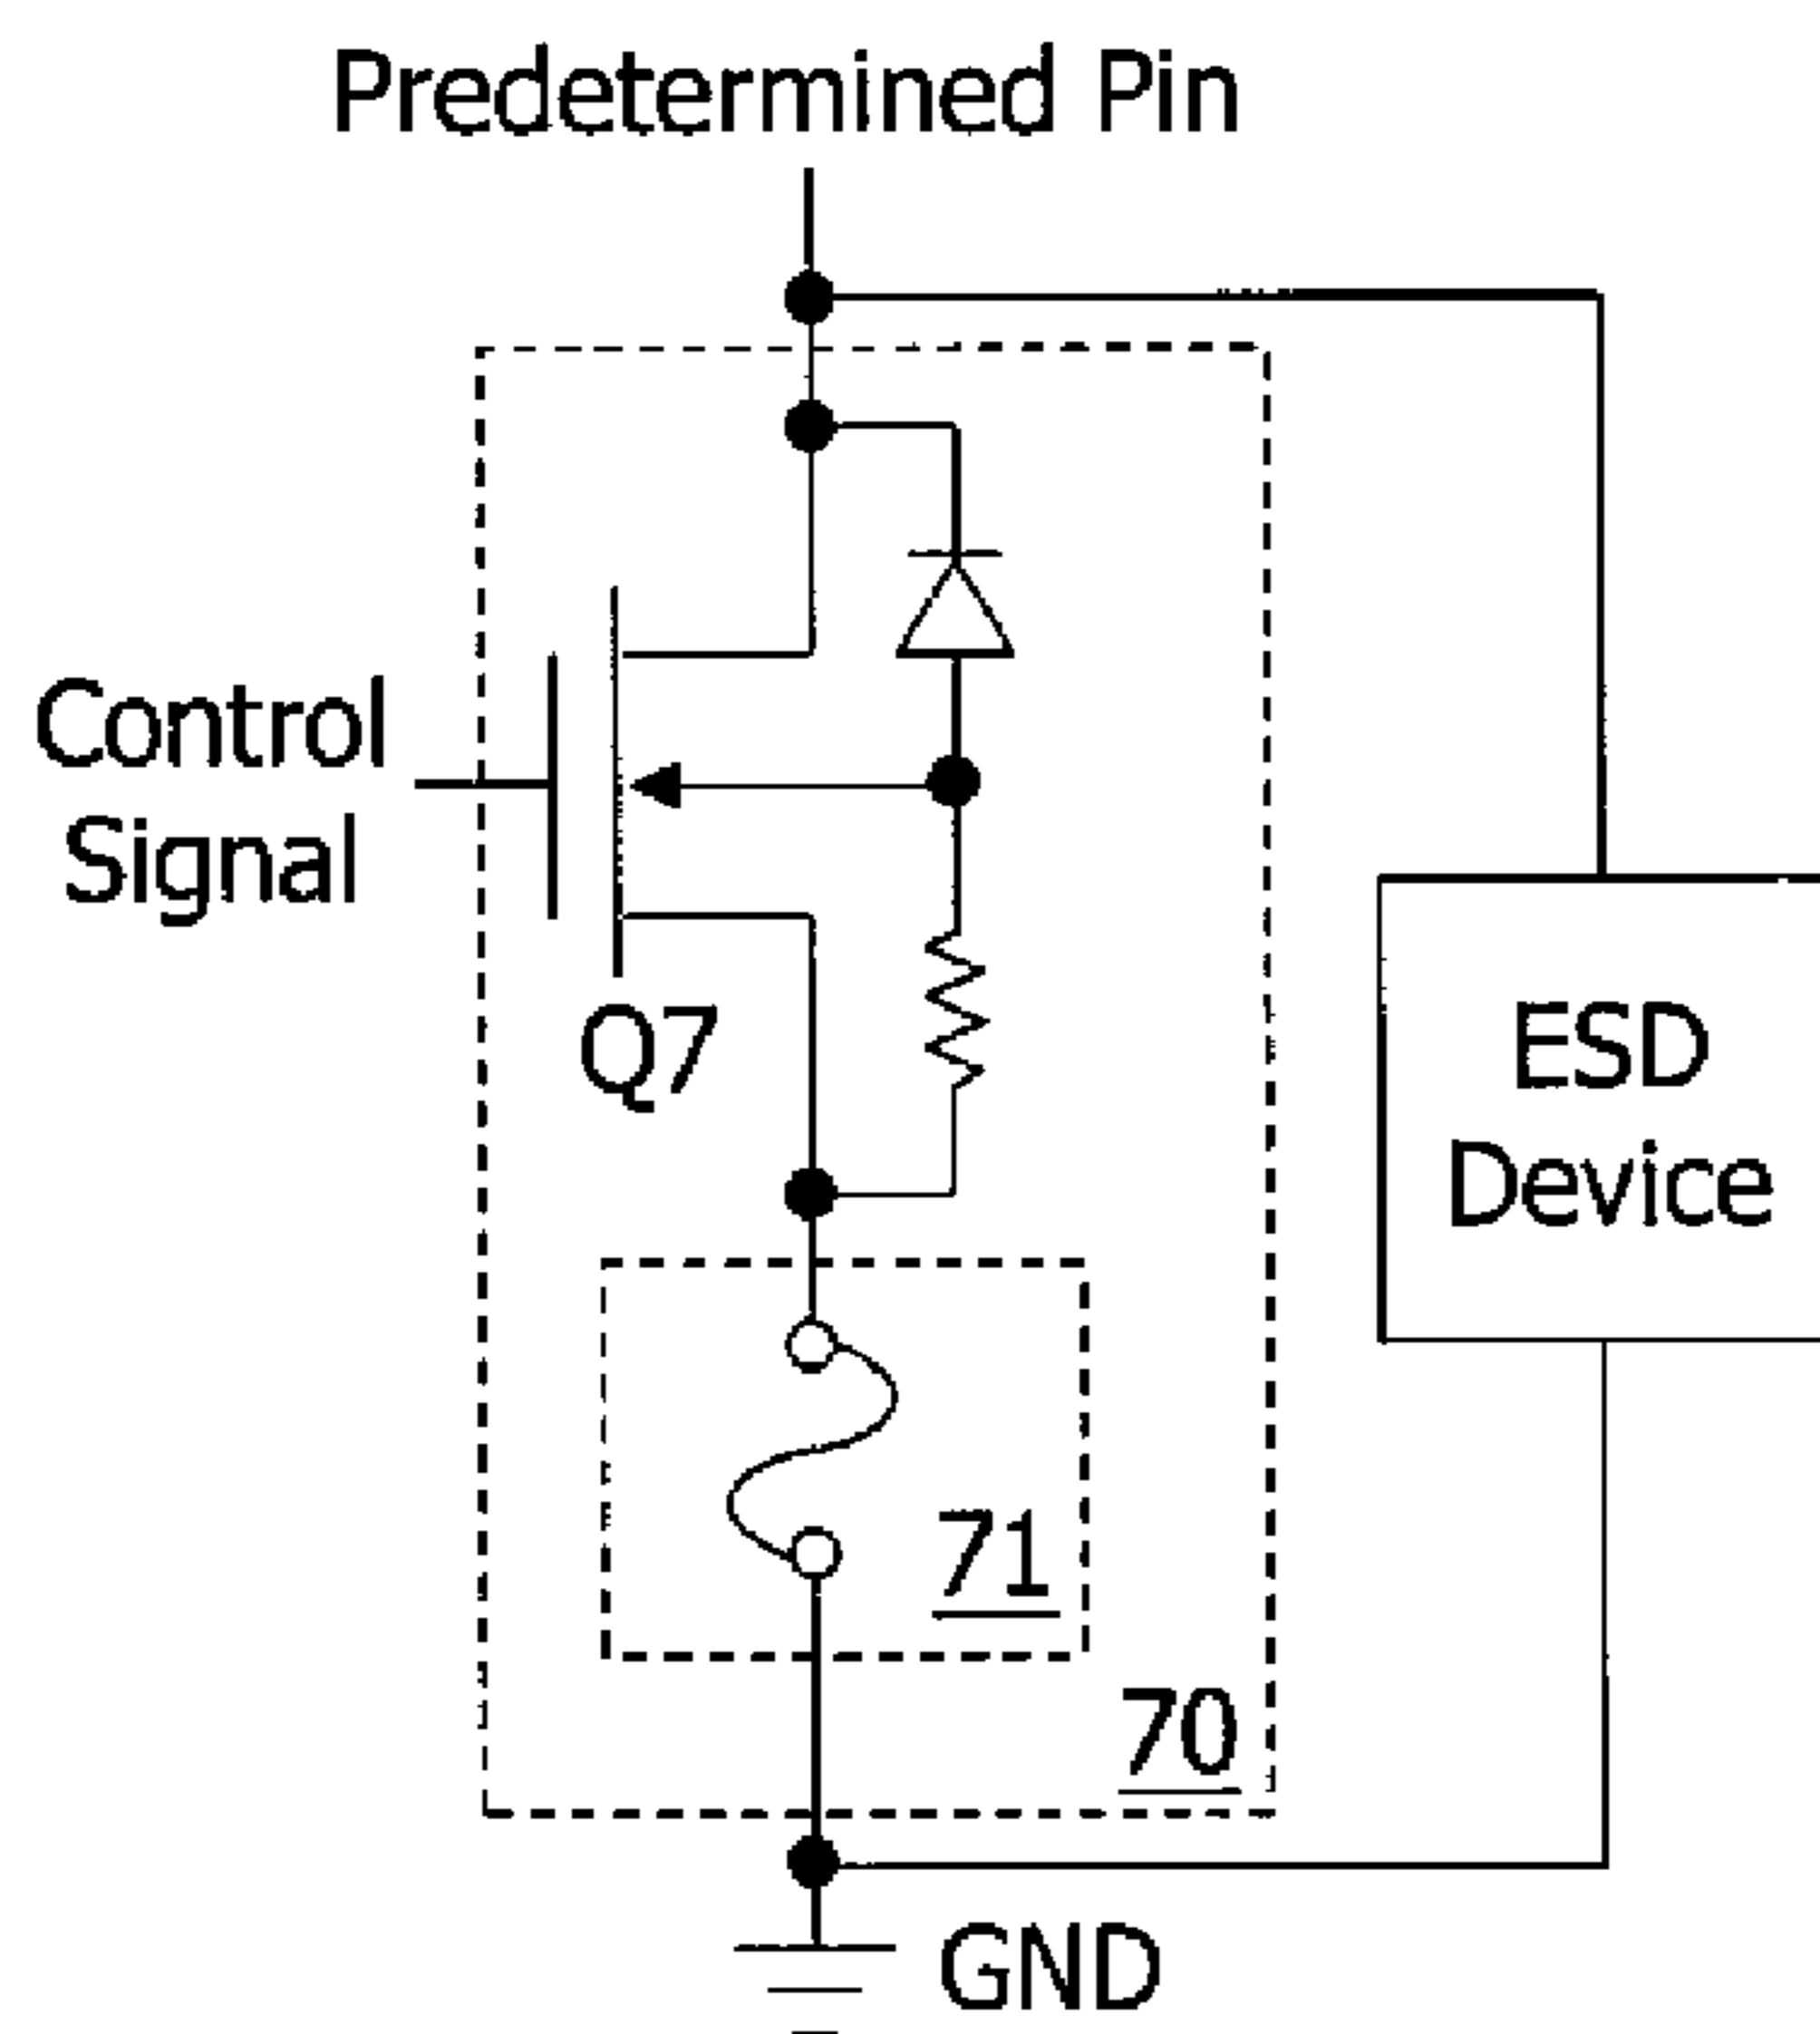 Predetermined Pin
Control
Signal
Q7
ESD
Device
71
70
GND